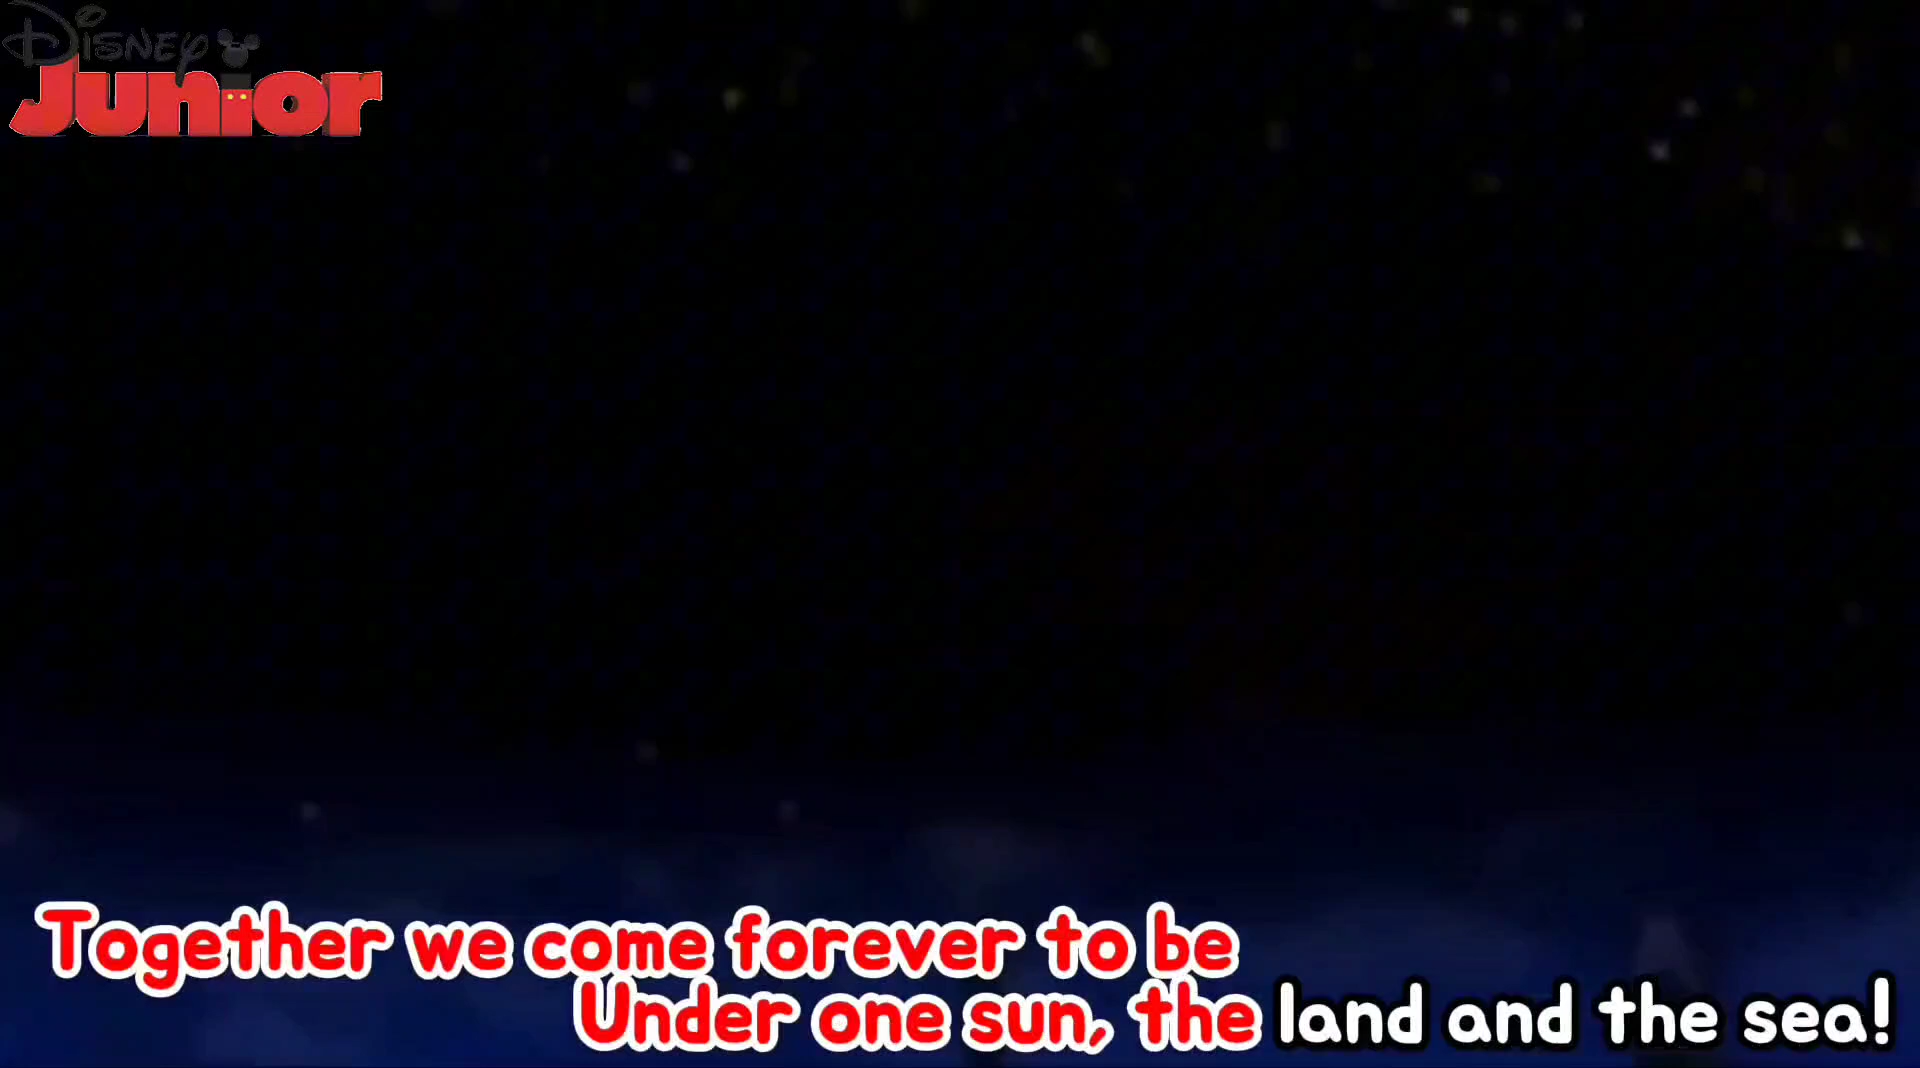 Disney
Junior
Together we come forever to be
Under one sun, the land and the sea!